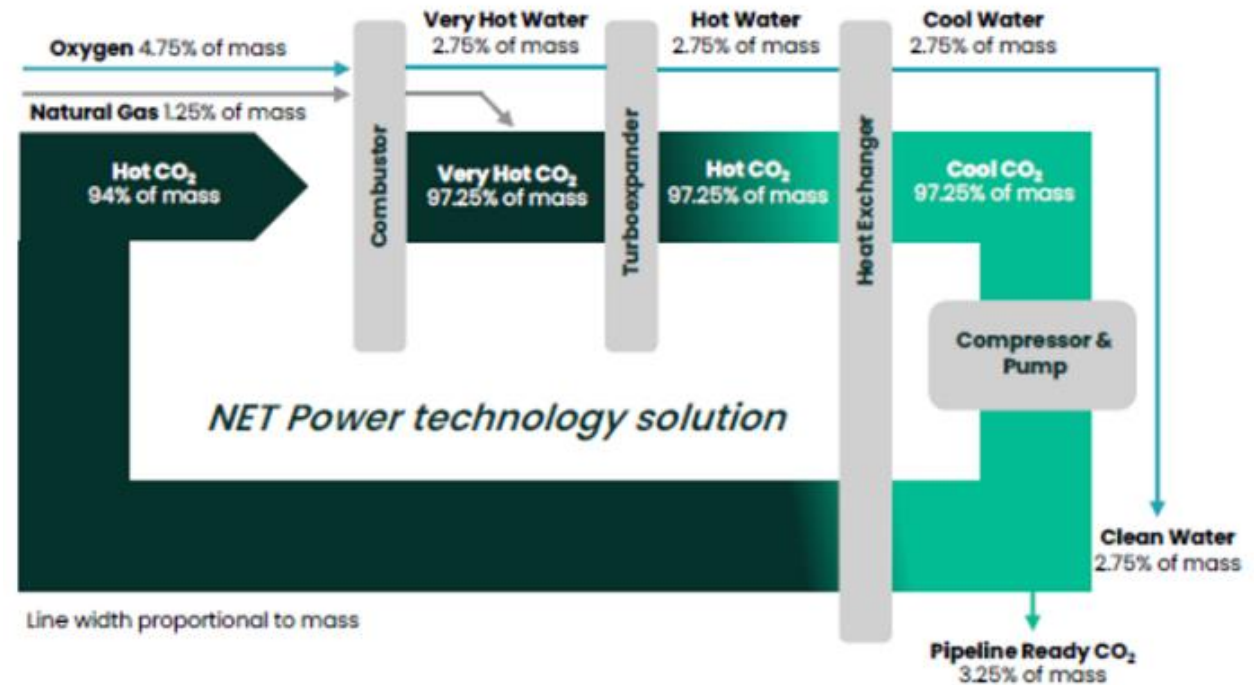 Oxygen 4.75% of mass
Natural Gas 1.25% of mass
Hot CO₂
94% of mass
Combustor
Very Hot Water
2.75% of mass
Very Hot CO₂
97.25% of mass
Turboexpander
Hot Water
2.75% of mass
Hot CO₂
97.25% of mass
Heat Exchanger
Cool Water
2.75% of mass
Cool CO₂
97.25% of mass
Compressor &
Pump
NET Power technology solution
Clean Water
2.75% of mass
Line width proportional to mass
Pipeline Ready CO₂
3.25% of mass